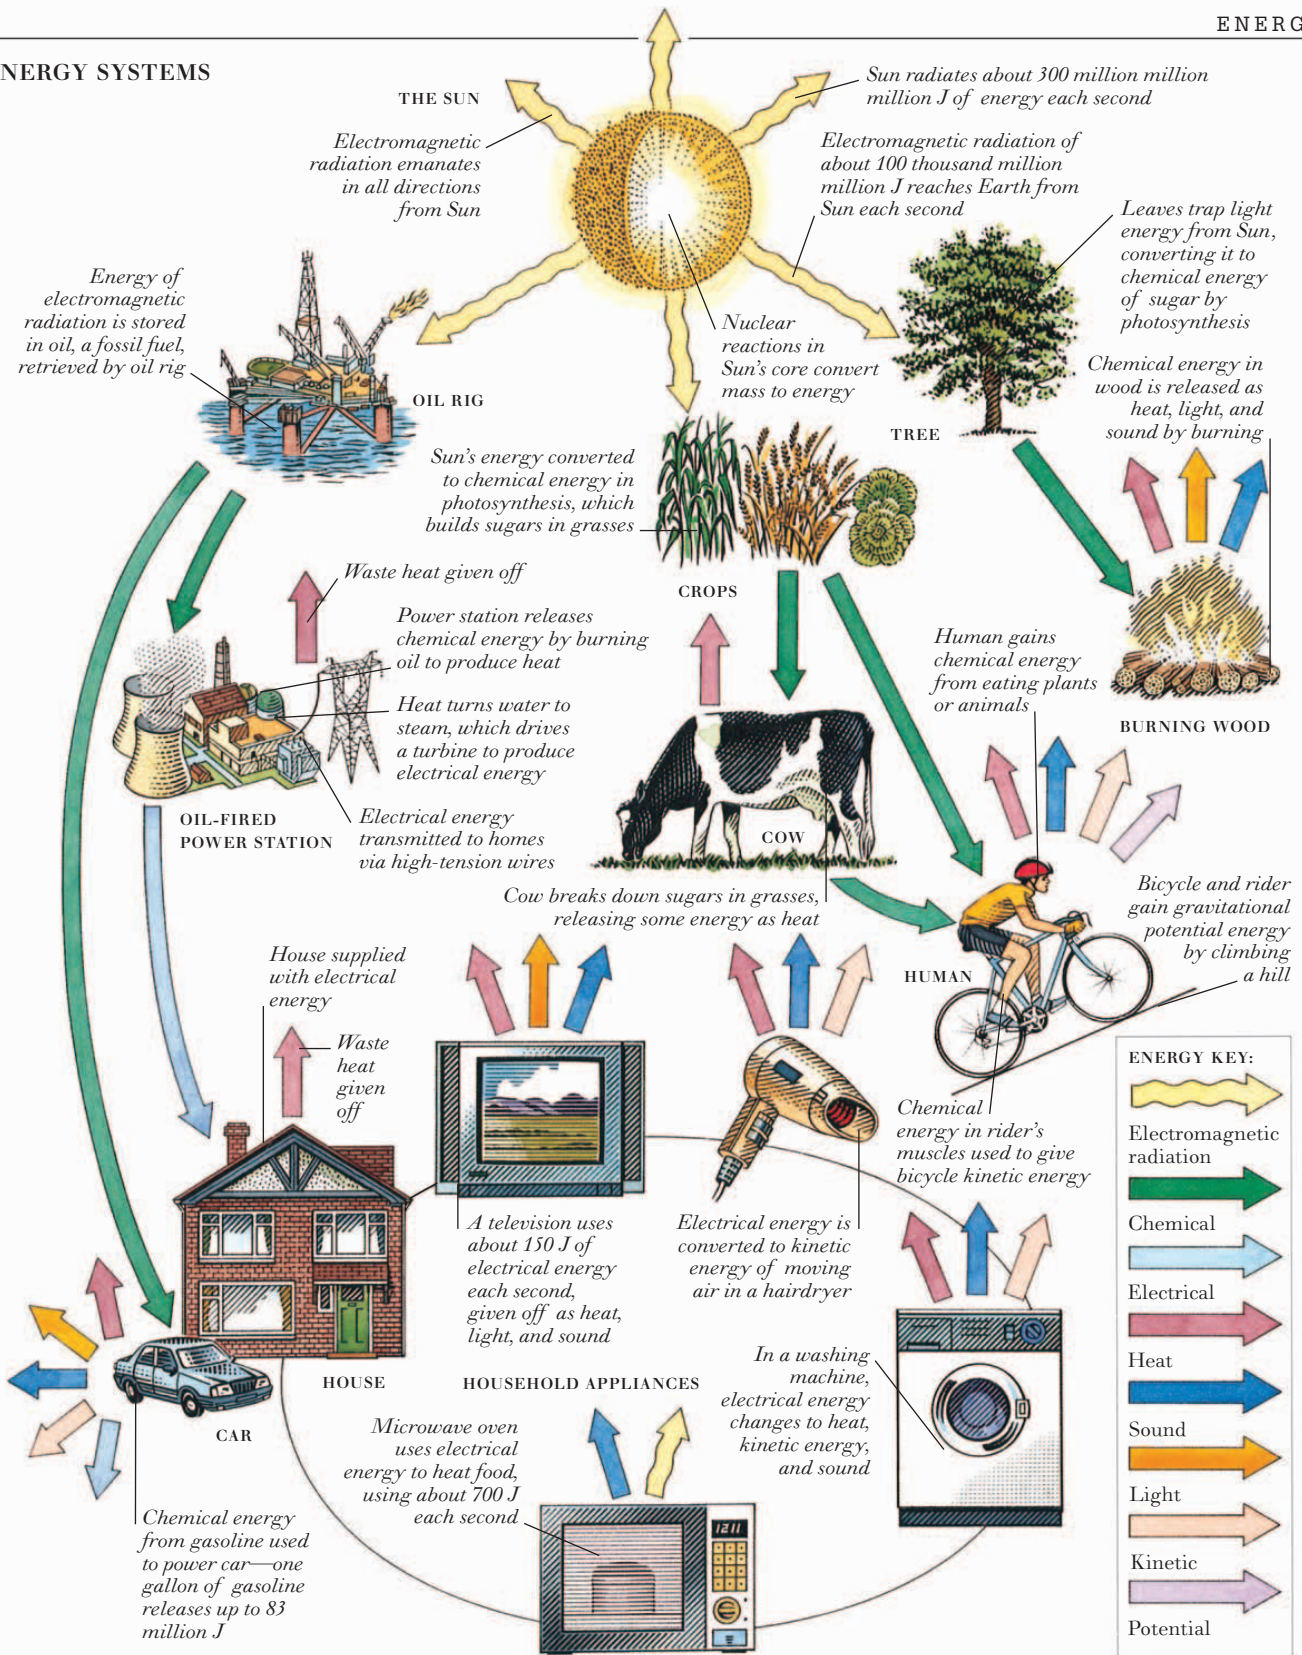 ENERG
NERGY SYSTEMS
THE SUN
Electromagnetic
radiation emanates
in all directions
from Sun
Sun radiates about 300 million million
million J of energy each second
Electromagnetic radiation of
about 100 thousand million
million J reaches Earth from
Sun each second
Leaves trap light
energy from Sun,
converting it to
chemical energy
of sugar by
photosynthesis
Energy of
electromagnetic
radiation is stored
in oil, a fossil fuel,
retrieved by oil rig
OIL RIG
Nuclear
reactions in
Sun's core convert
mass to energy
TREE
Chemical energy in
wood is released as
heat, light, and
sound by burning
Sun's energy converted
to chemical energy in
photosynthesis, which
builds sugars in grasses
CROPS
Waste heat given off
Power station releases
chemical energy by burning
oil to produce heat
Heat turns water to
steam, which drives
a turbine to produce
electrical energy
Electrical energy
transmitted to homes
via high-tension wires
OIL-FIRED
POWER STATION
Human gains
chemical energy
from eating plants
or animals
BURNING WOOD
COW
Cow breaks down sugars in grasses,
releasing some energy as heat
HUMAN
Bicycle and rider
gain gravitational
potential energy
by climbing
a hill
House supplied
with electrical
energy
Waste
heat
given
off
Chemical
energy in rider's
muscles used to give
bicycle kinetic energy
A television uses
about 150 J of
electrical energy
each second,
given off as heat,
light, and sound
Electrical energy is
converted to kinetic
energy of moving
air in a hairdryer
HOUSE
HOUSEHOLD APPLIANCES
CAR
In a washing
machine,
electrical energy
changes to heat,
kinetic energy,
and sound
Microwave oven
uses electrical
energy to heat food,
using about 700 J
each second
12 11
Chemical energy
from gasoline used
to power car—one
gallon of gasoline
releases up to 83
million J
ENERGY KEY:
Electromagnetic
radiation
Chemical
Electrical
Heat
Sound
Light
Kinetic
Potential